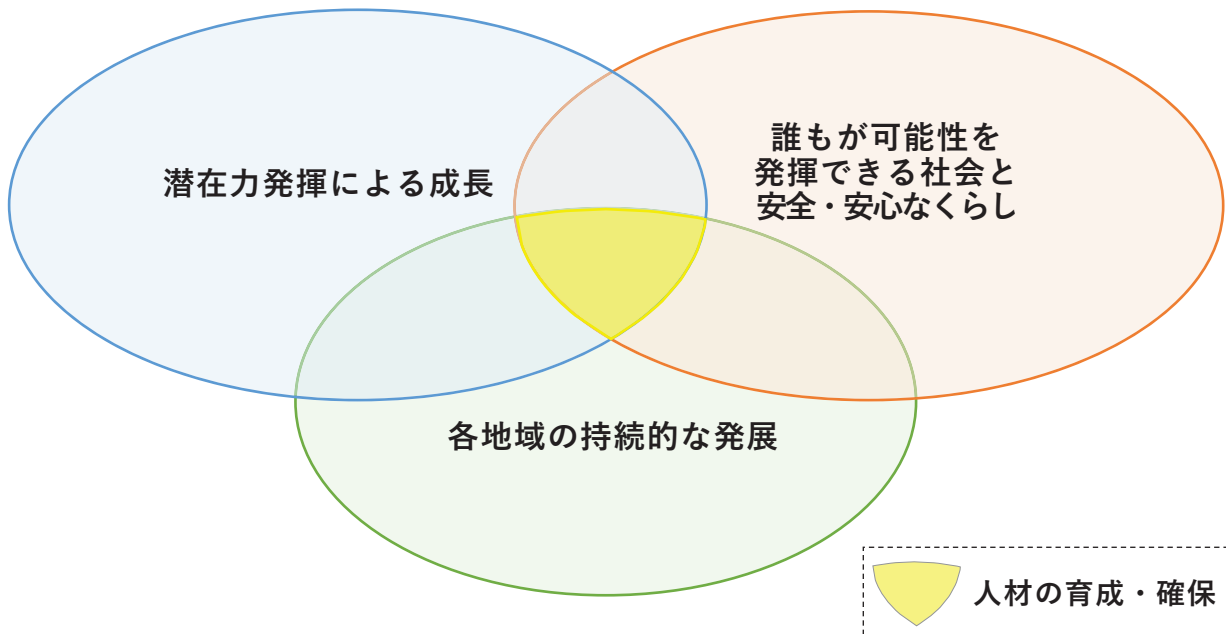 潜在力発揮による成長
誰もが可能性を
発揮できる社会と
安全・安心なくらし
各地域の持続的な発展
人材の育成・確保